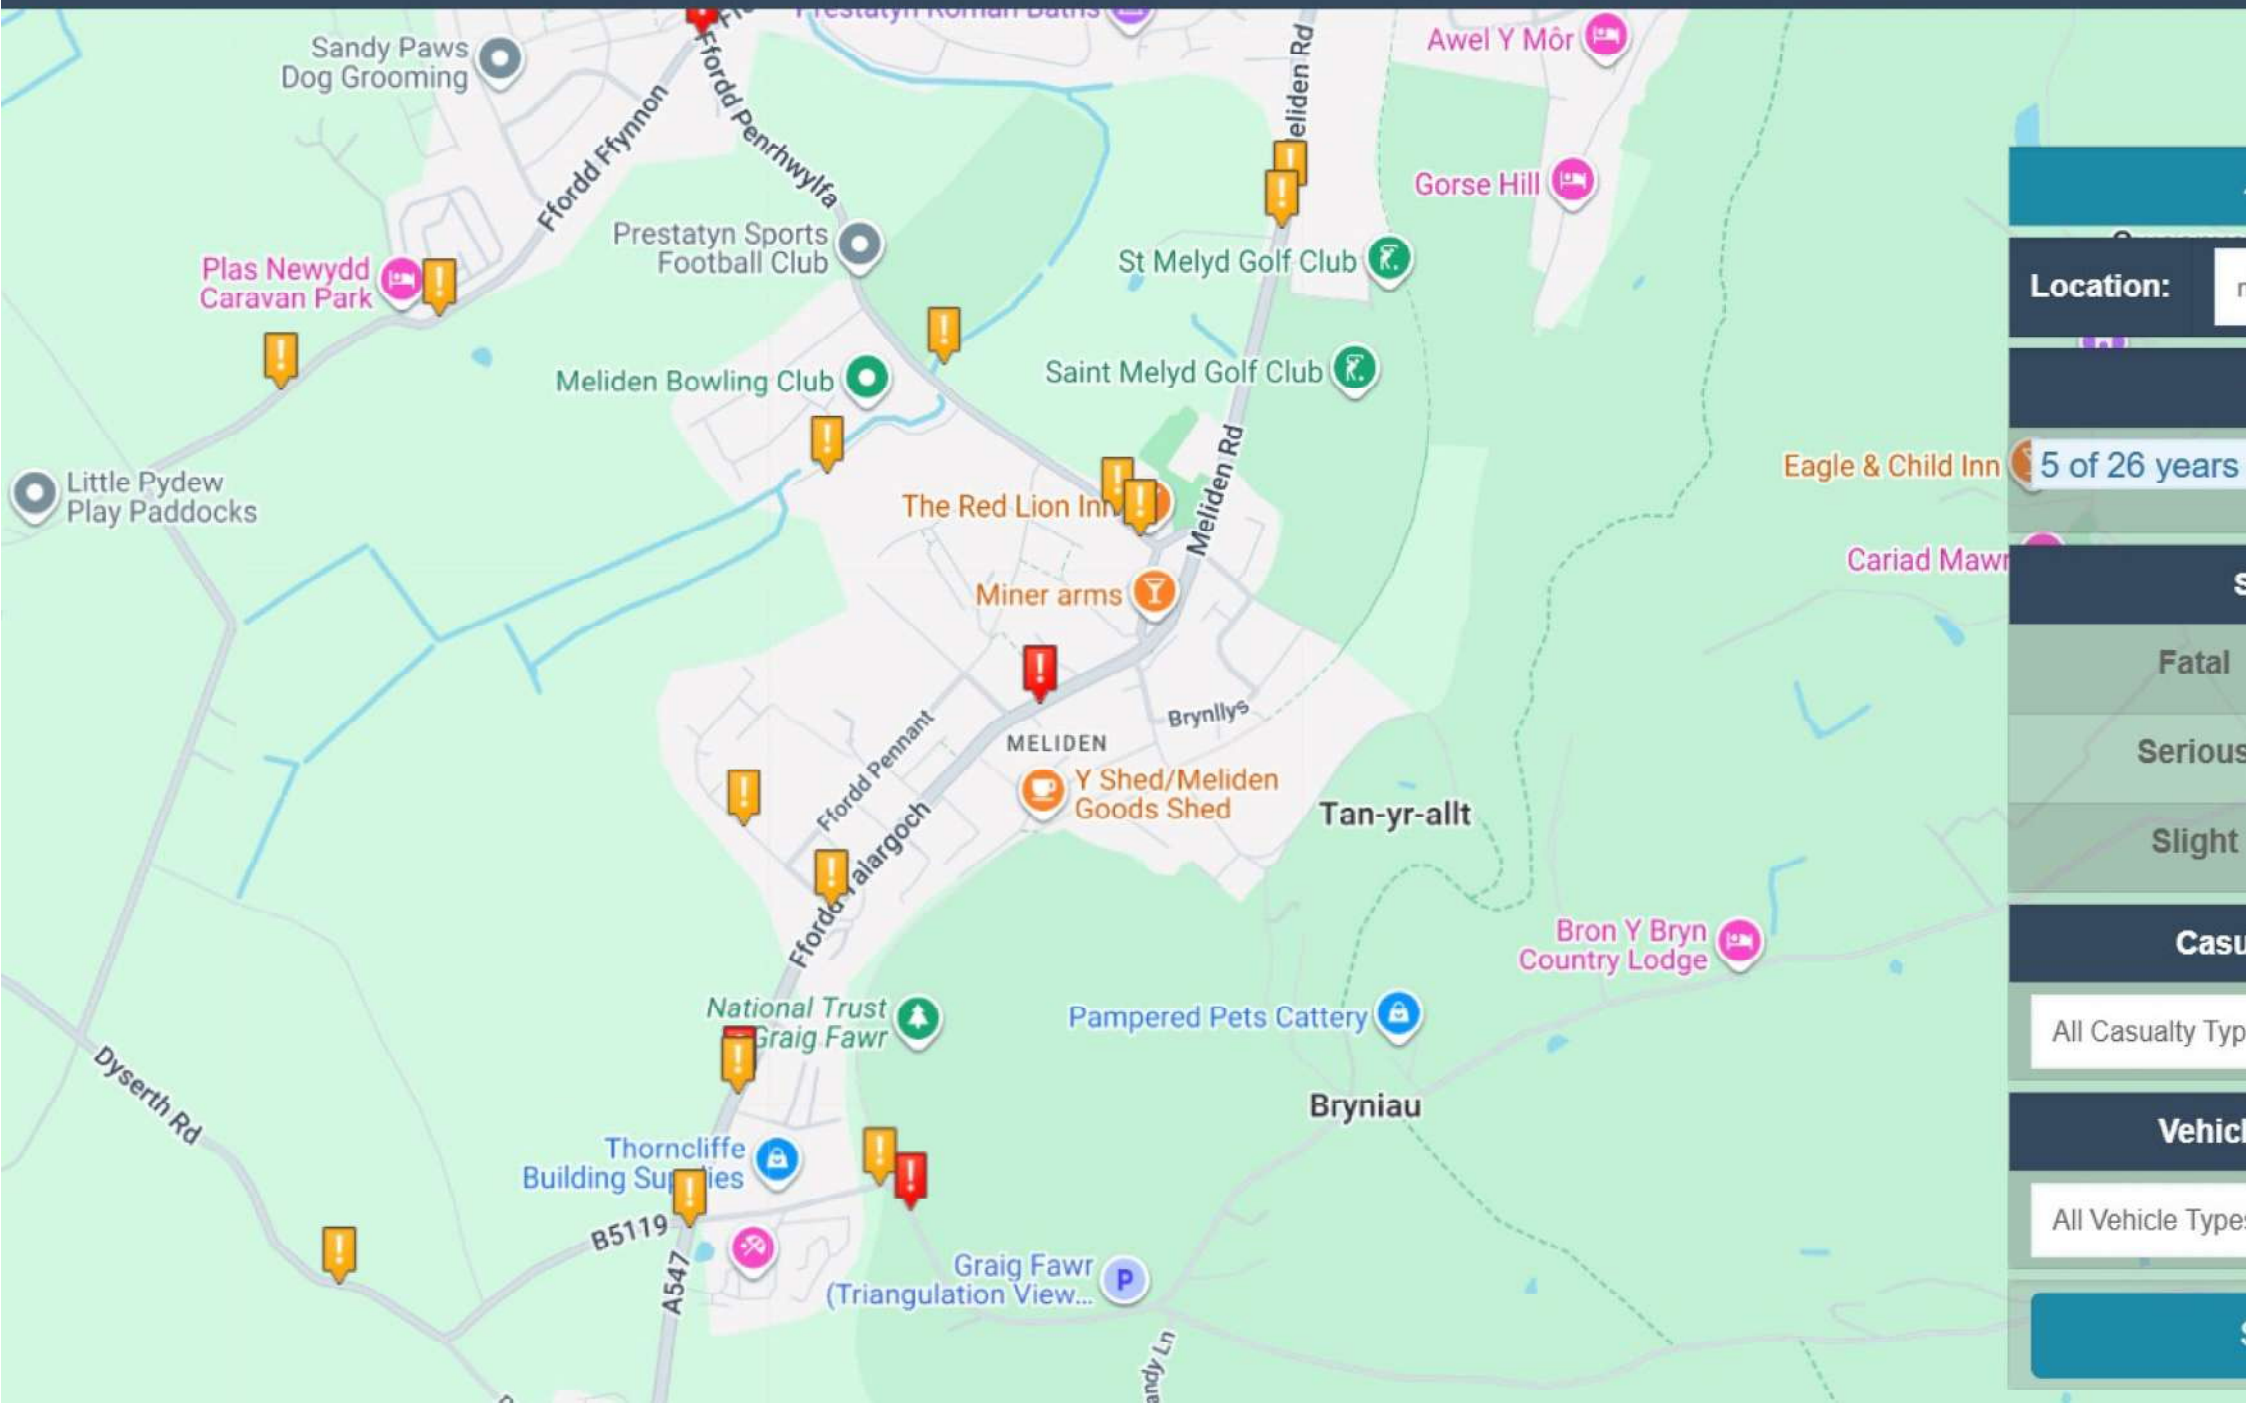 Prestatyn Roman Baths
Sandy Paws
Dog Grooming
Awel Y Môr
Meliden Rd
Ffordd Ffynnon
Ffordd Penrhwylfa
Gorse Hill
Prestatyn Sports
Football Club
St Melyd Golf Club
Plas Newydd
Caravan Park
Location:
Meliden Bowling Club
Saint Melyd Golf Club
Meliden Rd
Eagle & Child Inn
5 of 26 years
Little Pydew
Play Paddocks
The Red Lion Inn
Cariad Mawr
Miner arms
Fatal
Brynllys
MELIDEN
Serious
Ffordd Pennant
Y Shed/Meliden
Goods Shed
Tan-yr-allt
Slight
Ffordd Talargoch
Bron Y Bryn
Country Lodge
National Trust
Graig Fawr
Pampered Pets Cattery
All Casualty Typ
Dyserth Rd
Bryniau
Thorncliffe
Building Supplies
B5119
All Vehicle Types
A547
Graig Fawr
(Triangulation View...
andy Ln